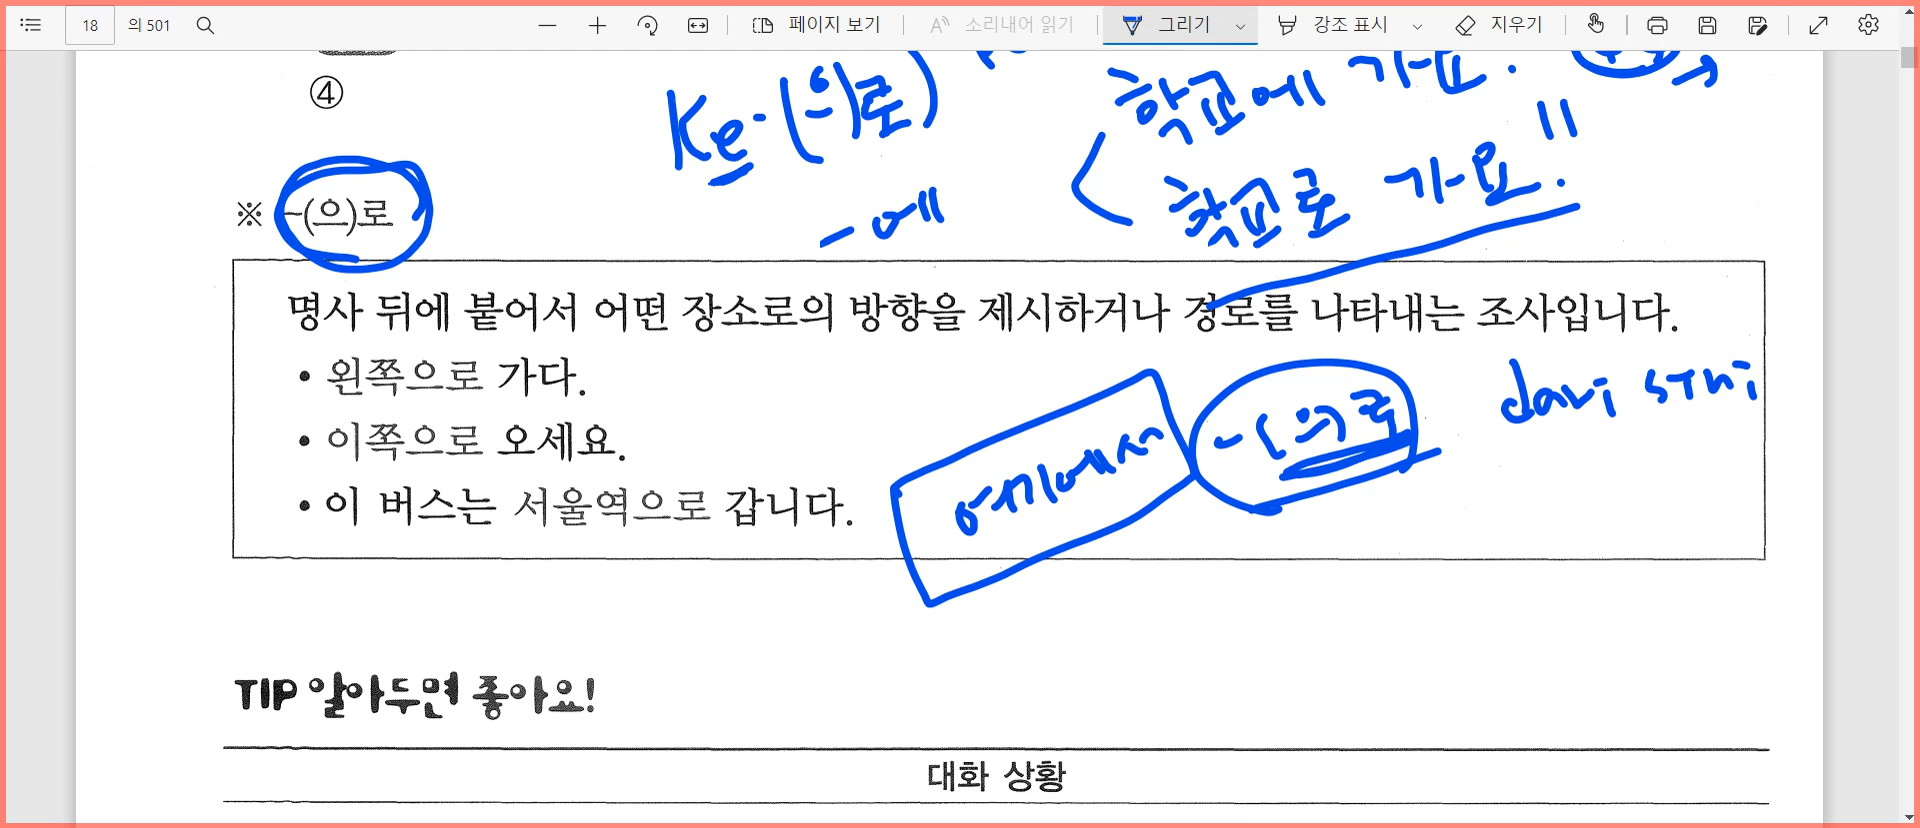 18 의 501 페이지 보기 소리내어 읽기 그리기 강조 표시 지우기
④
Ke -(으)로
-에
학교에 가요.
학교로 가요.
※ -(으)로
명사 뒤에 붙어서 어떤 장소로의 방향을 제시하거나 경로를 나타내는 조사입니다.
• 왼쪽으로 가다.
• 이쪽으로 오세요.
• 이 버스는 서울역으로 갑니다.
여기에서 -(으)로 dari sini
TIP 알아두면 좋아요!
대화 상황